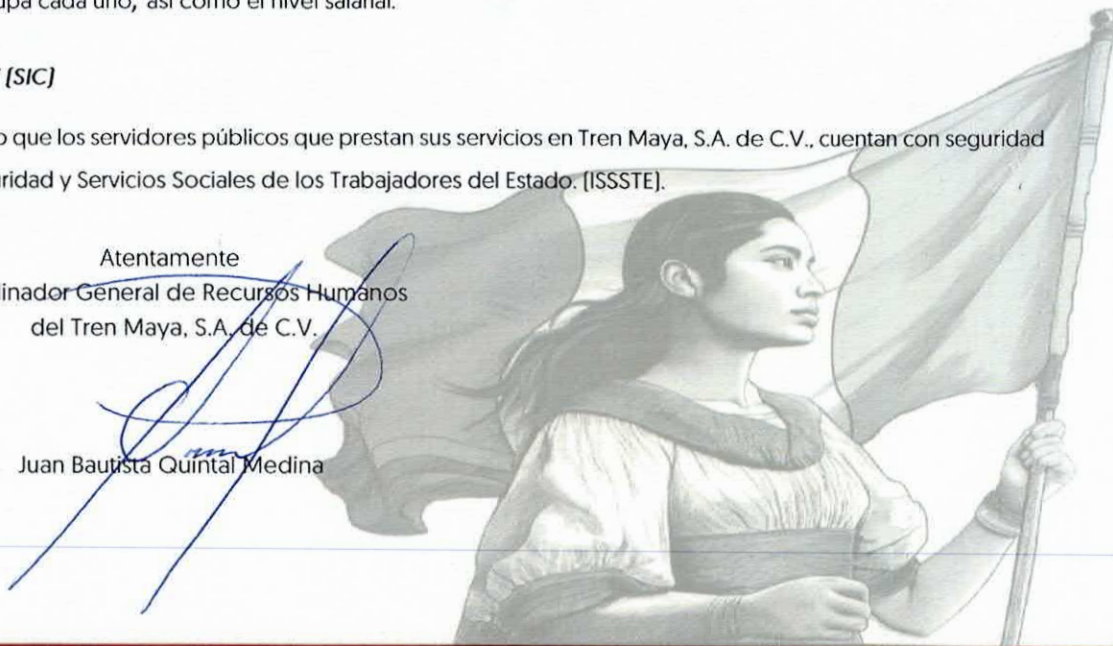 upa cada uno, así como el nivel salarial.
[SIC]
o que los servidores públicos que prestan sus servicios en Tren Maya, S.A. de C.V., cuentan con seguridad
ridad y Servicios Sociales de los Trabajadores del Estado. (ISSSTE).
Atentamente
linador General de Recursos Humanos
del Tren Maya, S.A. de C.V.
Juan Bautista Quintal Medina